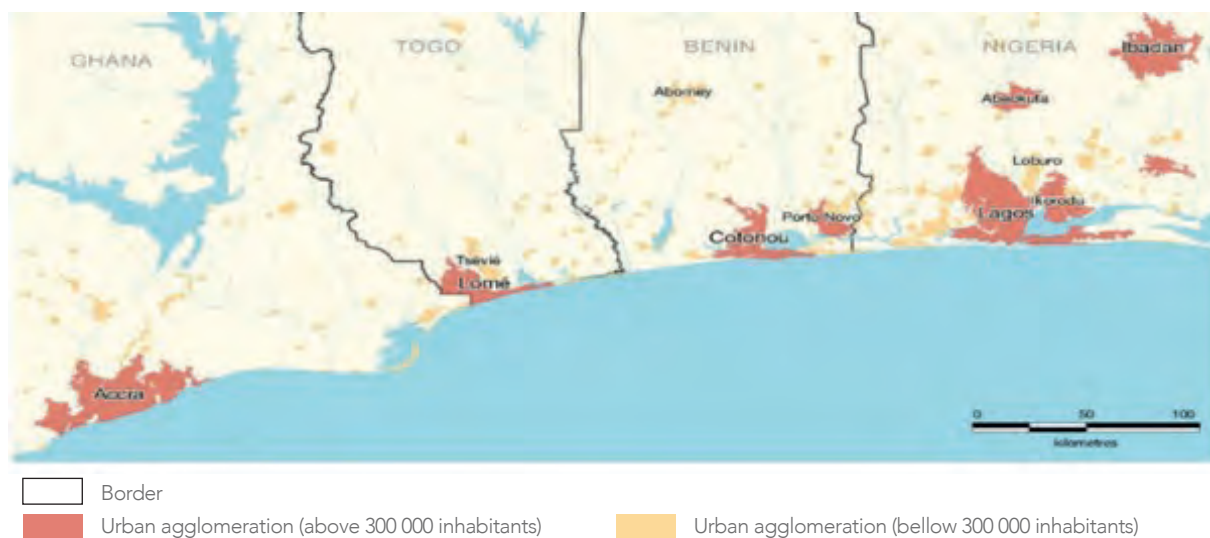 GHANA
TOGO
BENIN
NIGERIA
Ibadan
Abomey
Abeokuta
Loburo
Ikorodu
Porto Novo
Lagos
Cotonou
Tsévié
Lomé
Accra
0 50 100
kilometres
Border
Urban agglomeration (above 300 000 inhabitants)
Urban agglomeration (bellow 300 000 inhabitants)